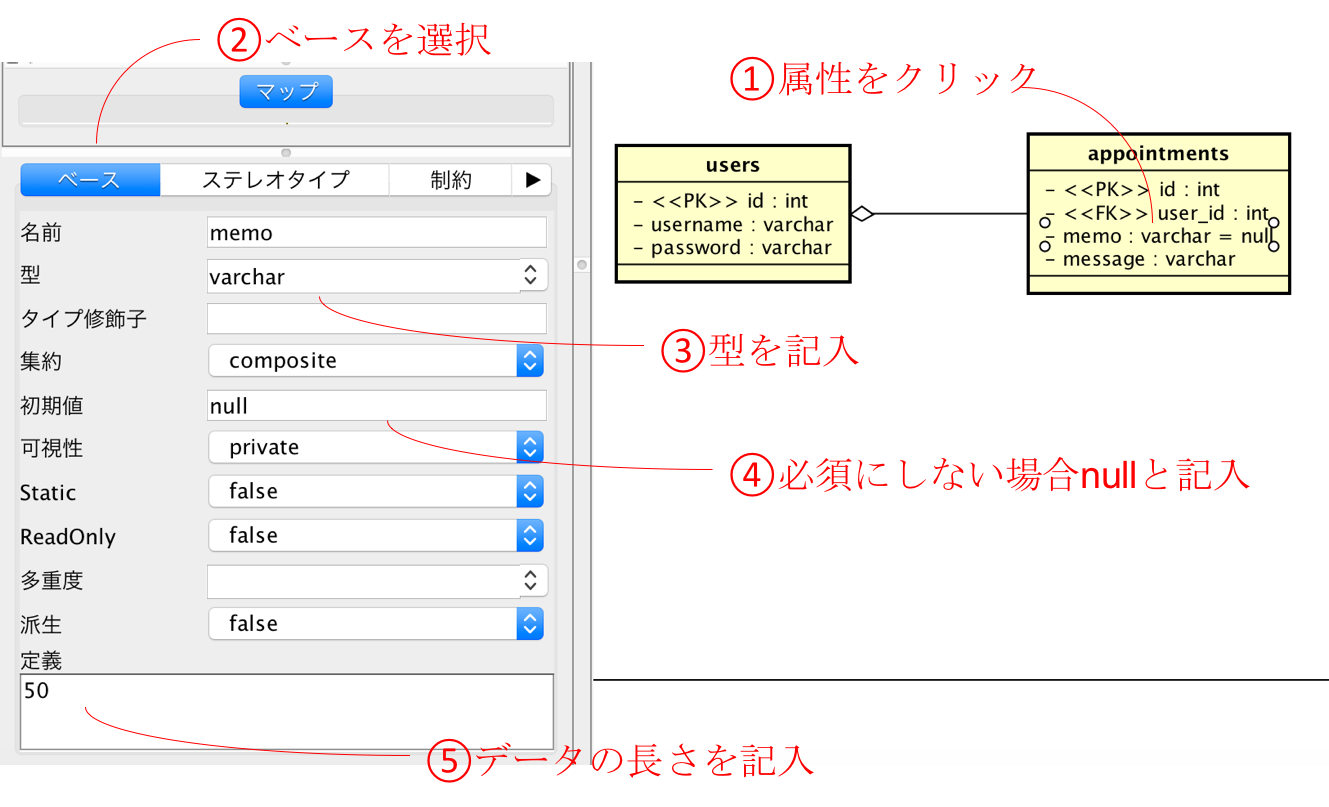 ②ベースを選択
①属性をクリック
マップ
ベース ステレオタイプ 制約 ▶
名前 memo
型 varchar
タイプ修飾子
集約 composite
初期値 null
可視性 private
Static false
ReadOnly false
多重度
派生 false
定義
50
users
- <<PK>> id : int
- username : varchar
- password : varchar
appointments
- <<PK>> id : int
- <<FK>> user_id : int
- memo : varchar = null
- message : varchar
③型を記入
④必須にしない場合nullと記入
⑤データの長さを記入